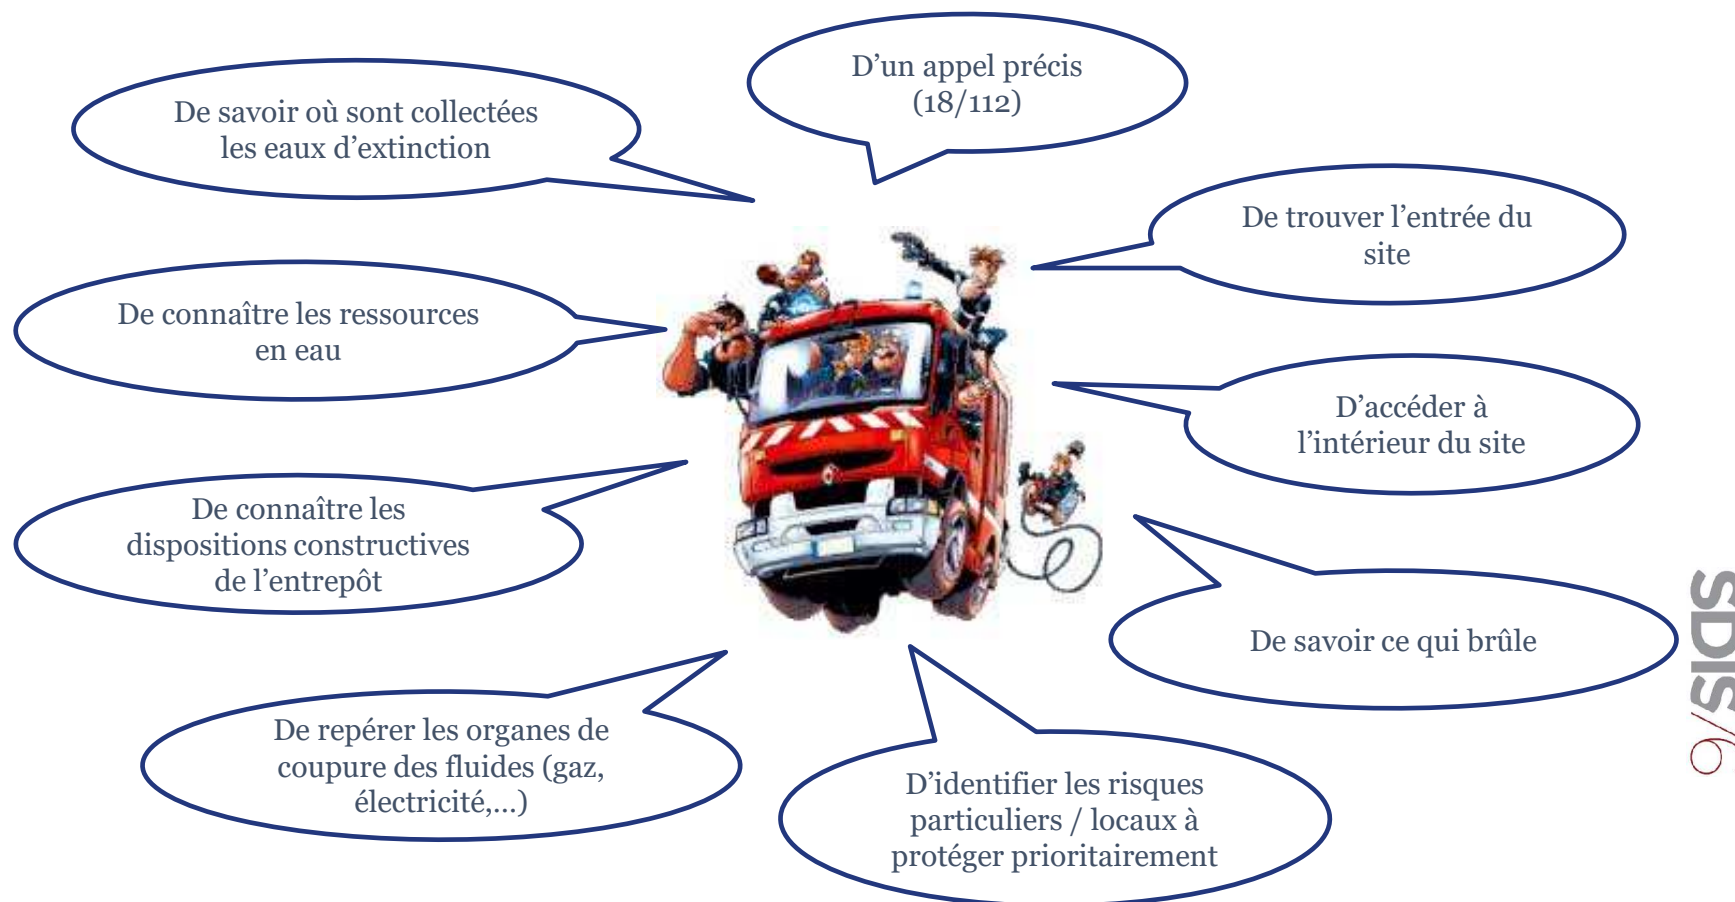 D'un appel précis
(18/112)
De savoir où sont collectées
les eaux d'extinction
De trouver l'entrée du
site
De connaître les ressources
en eau
D'accéder à
l'intérieur du site
De connaître les
dispositions constructives
de l'entrepôt
De savoir ce qui brûle
De repérer les organes de
coupure des fluides (gaz,
électricité,...)
D'identifier les risques
particuliers / locaux à
protéger prioritairement
SDIS/6